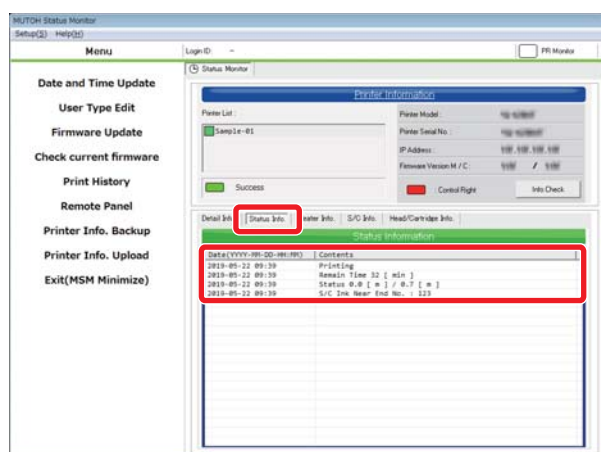 MUTOH Status Monitor
Setup(S) Help(H)
Menu
Login ID: -
PR Monitor
Status Monitor
Date and Time Update
User Type Edit
Firmware Update
Check current firmware
Print History
Remote Panel
Printer Info. Backup
Printer Info. Upload
Exit(MSM Minimize)
Printer Information
Printer List :
Sample-01
Success
Printer Model :
Printer Serial No. :
IP Address :
Firmware Version M / C : /
Control Right
Info Check
Detail Info. Status Info. Heater Info. S/C Info. Head/Cartridge Info.
Status Information
Date(YYYY-MM-DD-HH:MM) Contents
2019-05-22 09:39 Printing
2019-05-22 09:39 Remain Time 32 [ min ]
2019-05-22 09:39 Status 0.0 [ m ] / 0.7 [ m ]
2019-05-22 09:39 S/C Ink Near End No. : 123